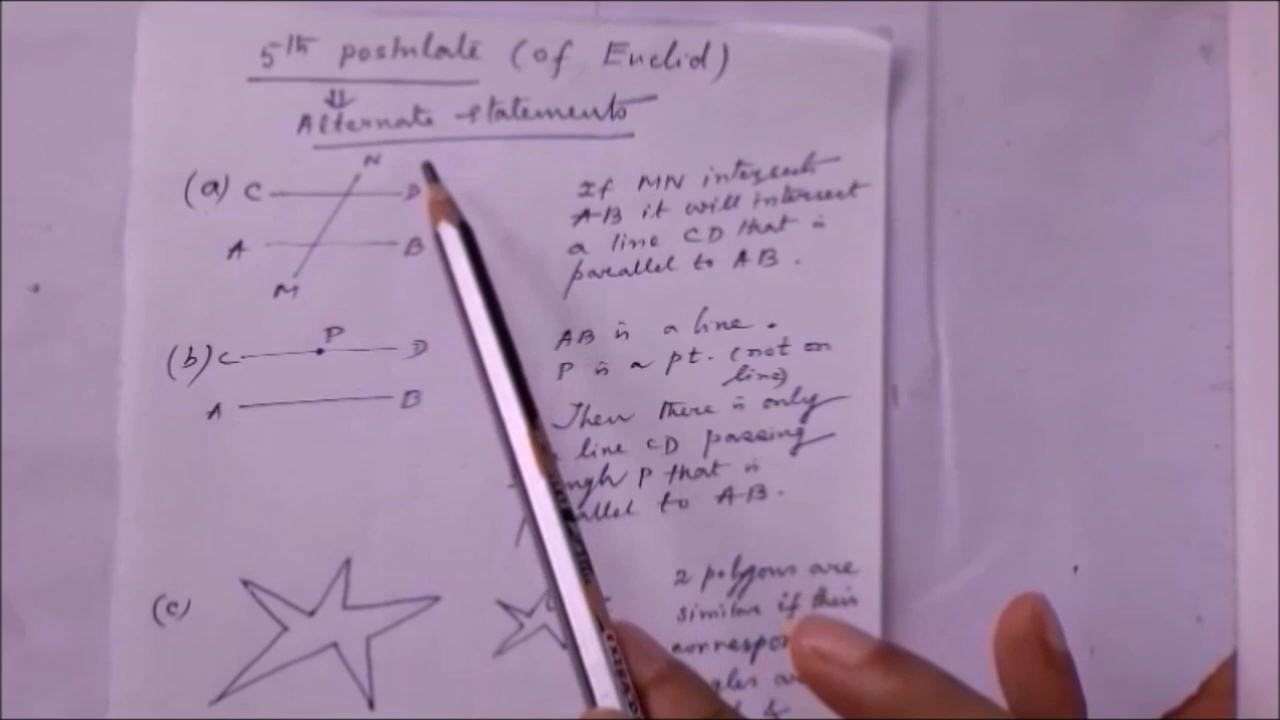 5th postulate (of Euclid)
⇓
Alternate statements
N
(a) C D
A B
M
If MN intersect
AB it will intersect
a line CD that is
parallel to AB.
P
(b) C D
A B
AB is a line.
P is a pt. (not on
line)
Then there is only
line CD passing
P that is
to AB.
(c)
2 polygons are
similar if their